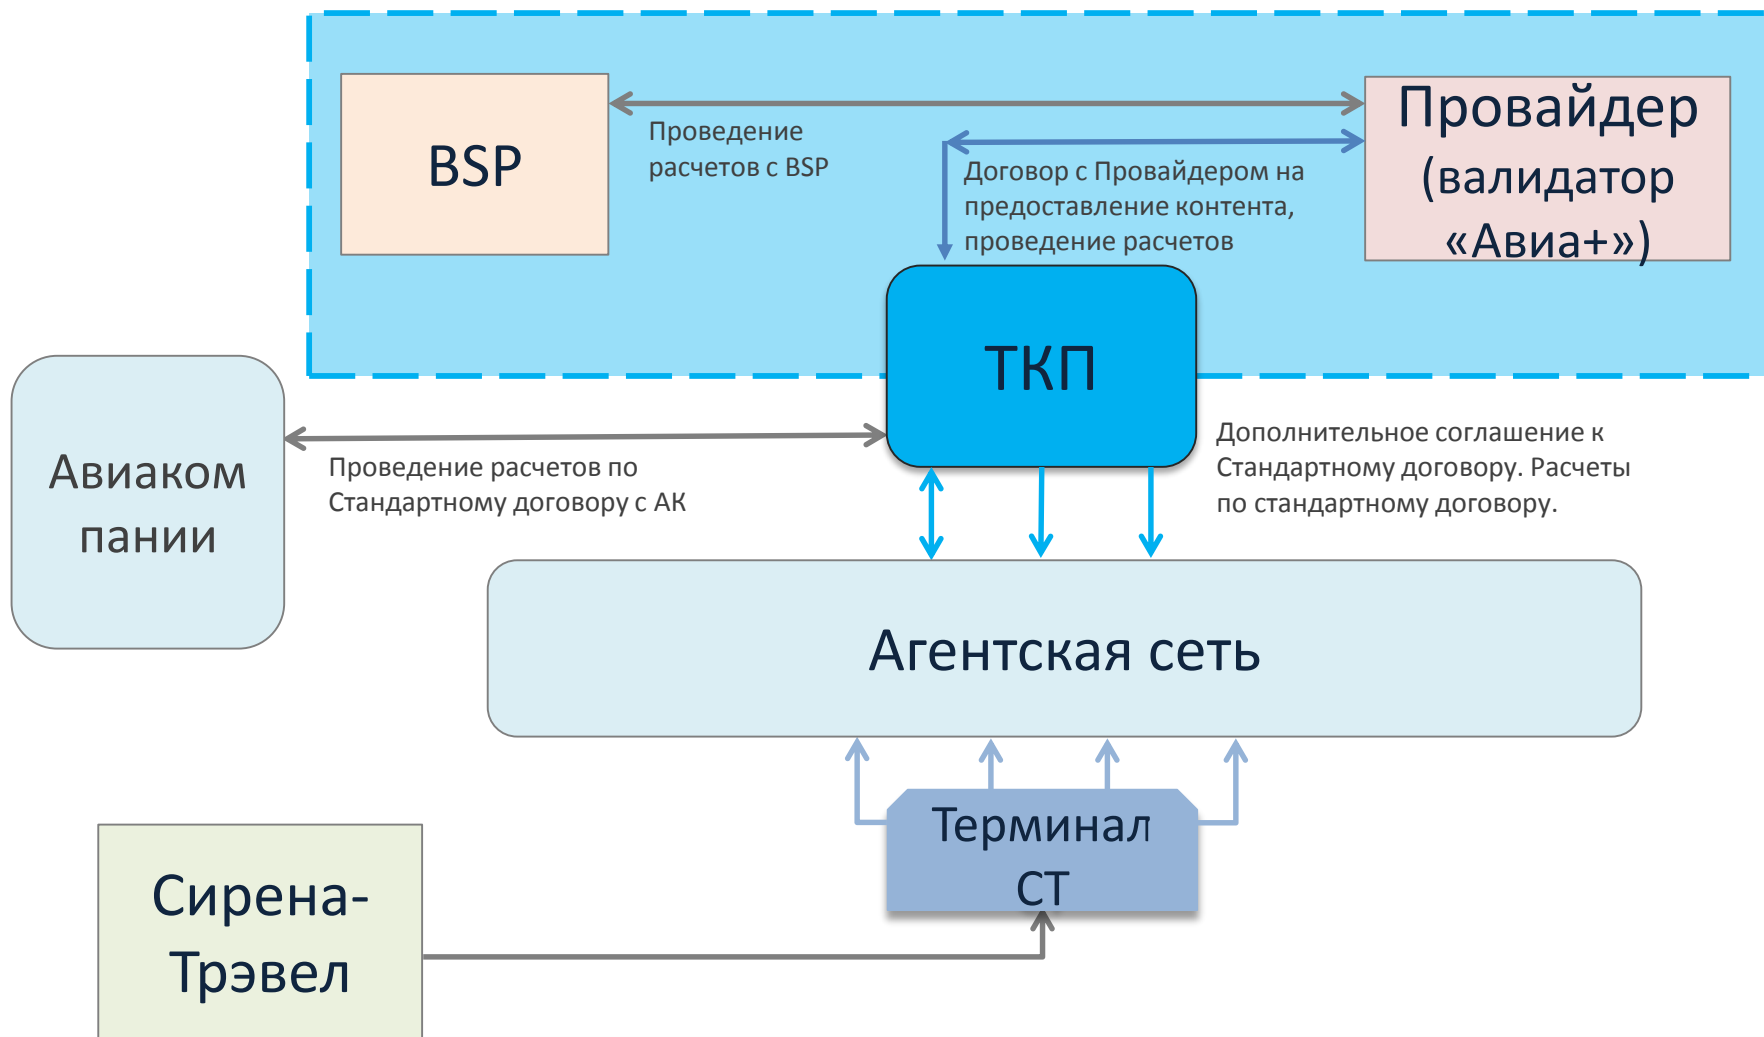 BSP
Проведение
расчетов с BSP
Провайдер
(валидатор
«Авиа+»)
Договор с Провайдером на
предоставление контента,
проведение расчетов
ТКП
Авиаком
пании
Проведение расчетов по
Стандартному договору с АК
Дополнительное соглашение к
Стандартному договору. Расчеты
по стандартному договору.
Агентская сеть
Терминал
СТ
Сирена-
Трэвел